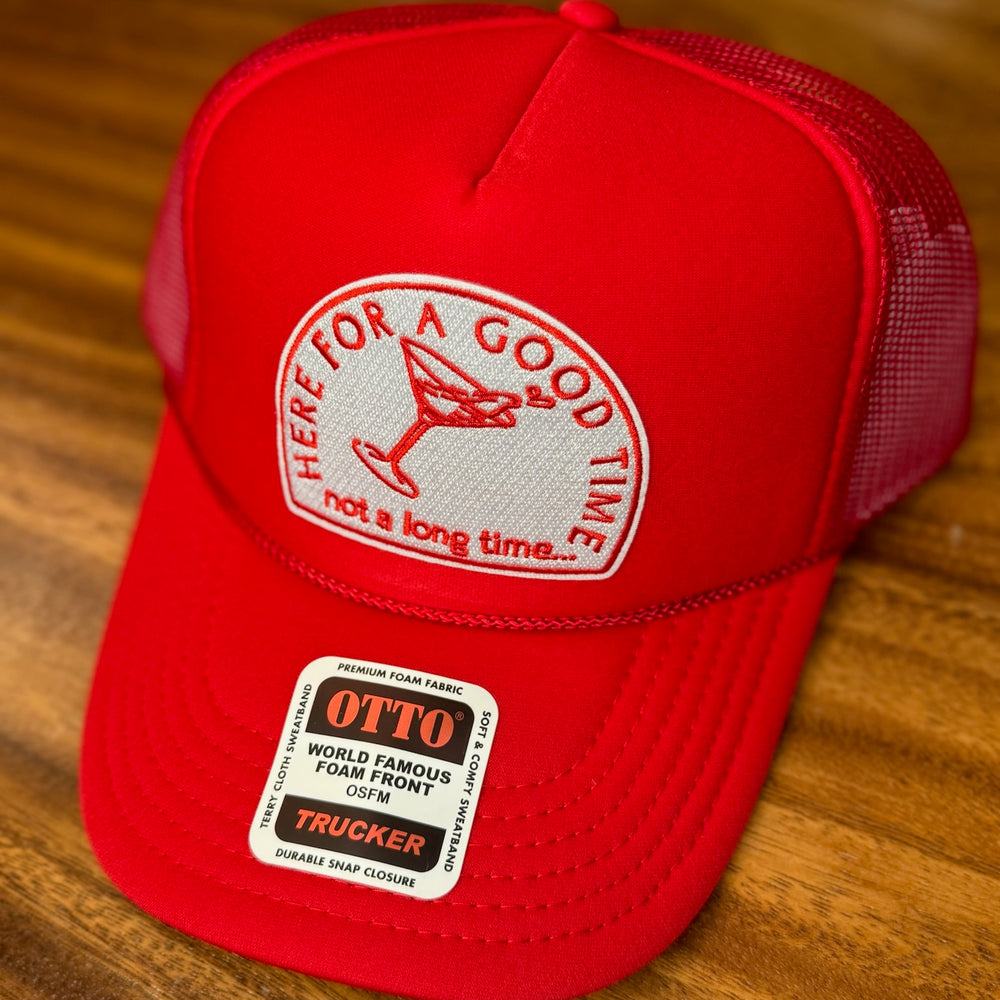 HERE FOR A GOOD TIME
not a long time...
PREMIUM FOAM FABRIC
OTTO®
WORLD FAMOUS
FOAM FRONT
OSFM
TRUCKER
DURABLE SNAP CLOSURE
TERRY CLOTH SWEATBAND
SOFT & COMFY SWEATBAND